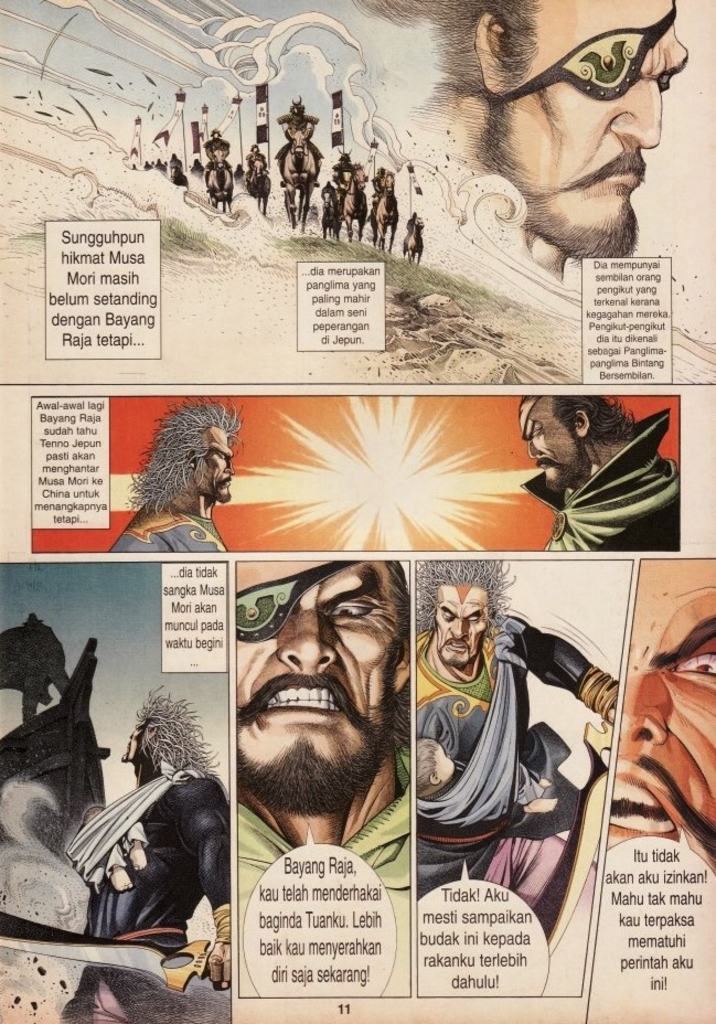 Sungguhpun
hikmat Musa
Mori masih
belum setanding
dengan Bayang
Raja tetapi...
...dia merupakan
panglima yang
paling mahir
dalam seni
peperangan
di Jepun.
Dia mempunyai
sembilan orang
pengikut yang
terkenal kerana
kegagahan mereka.
Pengikut-pengikut
dia itu dikenali
sebagai Panglima-
panglima Bintang
Bersembilan.
Awal-awal lagi
Bayang Raja
sudah tahu
Tenno Jepun
pasti akan
menghantar
Musa Mori ke
China untuk
menangkapnya
tetapi...
...dia tidak
sangka Musa
Mori akan
muncul pada
waktu begini
...
Bayang Raja,
kau telah menderhakai
baginda Tuanku. Lebih
baik kau menyerahkan
diri saja sekarang!
Tidak! Aku
mesti sampaikan
budak ini kepada
rakanku terlebih
dahulu!
Itu tidak
akan aku izinkan!
Mahu tak mahu
kau terpaksa
mematuhi
perintah aku
ini!
11